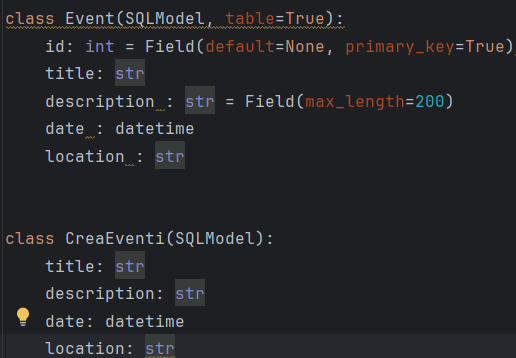 class Event(SQLModel, table=True):
    id: int = Field(default=None, primary_key=True)
    title: str
    description : str = Field(max_length=200)
    date : datetime
    location : str
class CreaEventi(SQLModel):
    title: str
    description: str
    date: datetime
    location: str